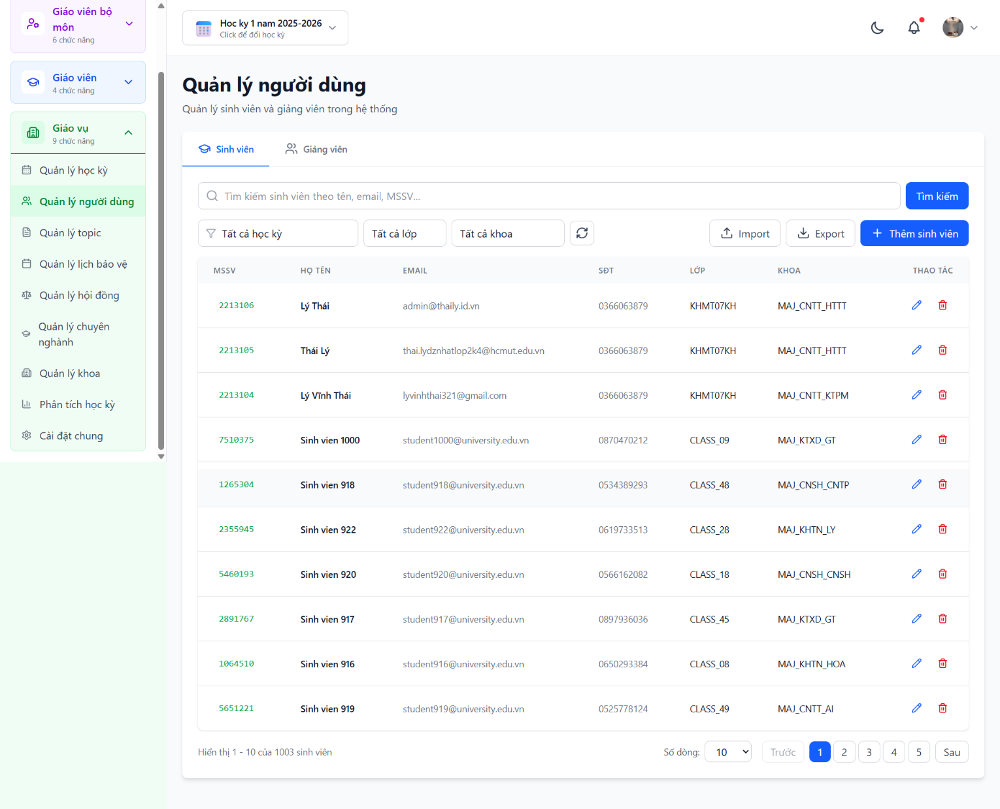 Giáo viên bộ
môn
6 chức năng
Giáo viên
4 chức năng
Giáo vụ
9 chức năng
Quản lý học kỳ
Quản lý người dùng
Quản lý topic
Quản lý lịch bảo vệ
Quản lý hội đồng
Quản lý chuyên
nghành
Quản lý khoa
Phân tích học kỳ
Cài đặt chung
Hoc ky 1 nam 2025-2026
Click để đổi học kỳ
Quản lý người dùng
Quản lý sinh viên và giảng viên trong hệ thống
Sinh viên Giảng viên
Tìm kiếm sinh viên theo tên, email, MSSV... Tìm kiếm
Tất cả học kỳ Tất cả lớp Tất cả khoa Import Export Thêm sinh viên
MSSV HỌ TÊN EMAIL SĐT LỚP KHOA THAO TÁC
2213106 Lý Thái admin@thaily.id.vn 0366063879 KHMT07KH MAJ_CNTT_HTTT
2213105 Thái Lý thai.lydznhatlop2k4@hcmut.edu.vn 0366063879 KHMT07KH MAJ_CNTT_HTTT
2213104 Lý Vĩnh Thái lyvinhthai321@gmail.com 0366063879 KHMT07KH MAJ_CNTT_KTPM
7510375 Sinh vien 1000 student1000@university.edu.vn 0870470212 CLASS_09 MAJ_KTXD_GT
1265304 Sinh vien 918 student918@university.edu.vn 0534389293 CLASS_48 MAJ_CNSH_CNTP
2355945 Sinh vien 922 student922@university.edu.vn 0619733513 CLASS_28 MAJ_KHTN_LY
5460193 Sinh vien 920 student920@university.edu.vn 0566162082 CLASS_18 MAJ_CNSH_CNSH
2891767 Sinh vien 917 student917@university.edu.vn 0897936036 CLASS_45 MAJ_KTXD_GT
1064510 Sinh vien 916 student916@university.edu.vn 0650293384 CLASS_08 MAJ_KHTN_HOA
5651221 Sinh vien 919 student919@university.edu.vn 0525778124 CLASS_49 MAJ_CNTT_AI
Hiển thị 1 - 10 của 1003 sinh viên Số dòng: 10 Trước 1 2 3 4 5 Sau